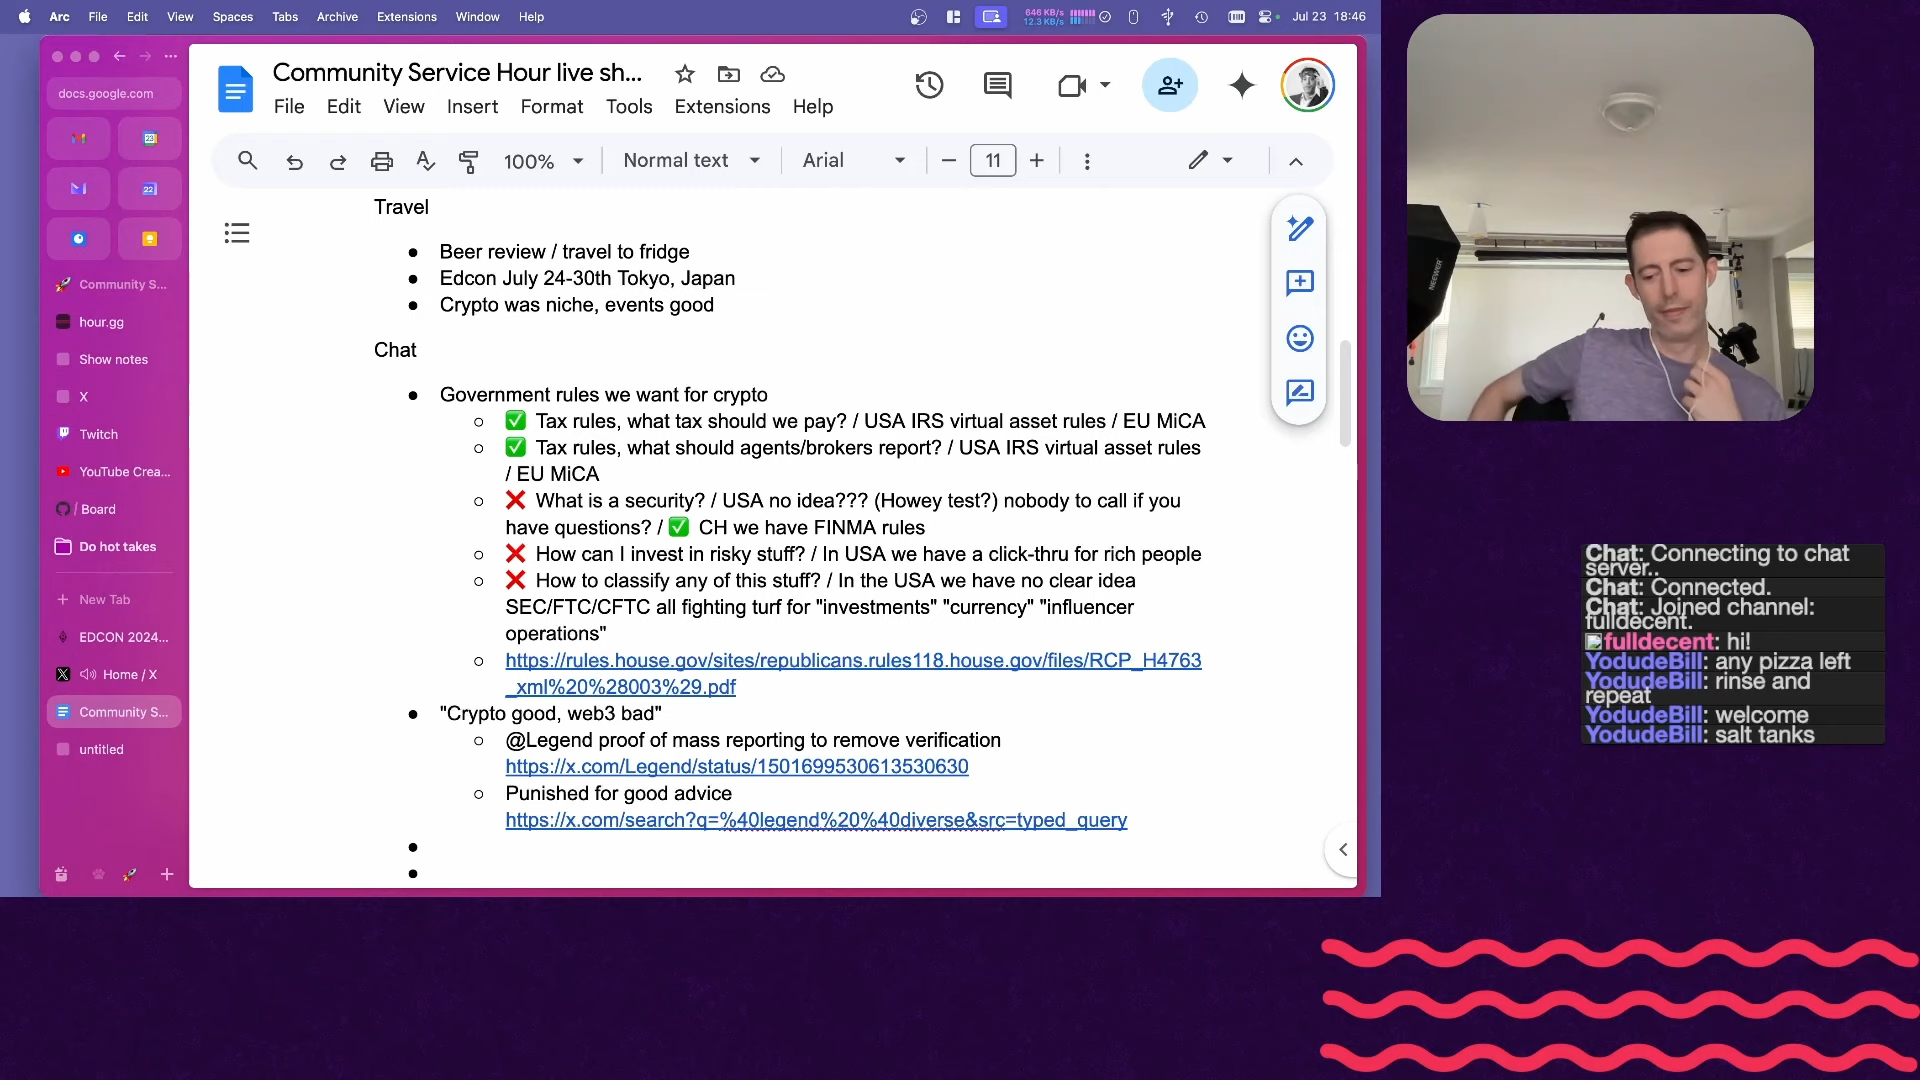 Arc File Edit View Spaces Tabs Archive Extensions Window Help
646 KB/s
12.3 KB/s
Jul 23 18:46
docs.google.com
23
22
Community S...
hour.gg
Show notes
X
Twitch
YouTube Crea...
/ Board
Do hot takes
New Tab
EDCON 2024...
Home / X
Community S...
untitled
Community Service Hour live sh...
File Edit View Insert Format Tools Extensions Help
100% Normal text Arial 11
Travel
● Beer review / travel to fridge
● Edcon July 24-30th Tokyo, Japan
● Crypto was niche, events good
Chat
● Government rules we want for crypto
○ ✅ Tax rules, what tax should we pay? / USA IRS virtual asset rules / EU MiCA
○ ✅ Tax rules, what should agents/brokers report? / USA IRS virtual asset rules
/ EU MiCA
○ ❌ What is a security? / USA no idea??? (Howey test?) nobody to call if you
have questions? / ✅ CH we have FINMA rules
○ ❌ How can I invest in risky stuff? / In USA we have a click-thru for rich people
○ ❌ How to classify any of this stuff? / In the USA we have no clear idea
SEC/FTC/CFTC all fighting turf for "investments" "currency" "influencer
operations"
○ https://rules.house.gov/sites/republicans.rules118.house.gov/files/RCP_H4763
_xml%20%28003%29.pdf
● "Crypto good, web3 bad"
○ @Legend proof of mass reporting to remove verification
https://x.com/Legend/status/1501699530613530630
○ Punished for good advice
https://x.com/search?q=%40legend%20%40diverse&src=typed_query
NEEWER
Chat: Connecting to chat
server..
Chat: Connected.
Chat: Joined channel:
fulldecent.
fulldecent: hi!
YodudeBill: any pizza left
YodudeBill: rinse and
repeat
YodudeBill: welcome
YodudeBill: salt tanks